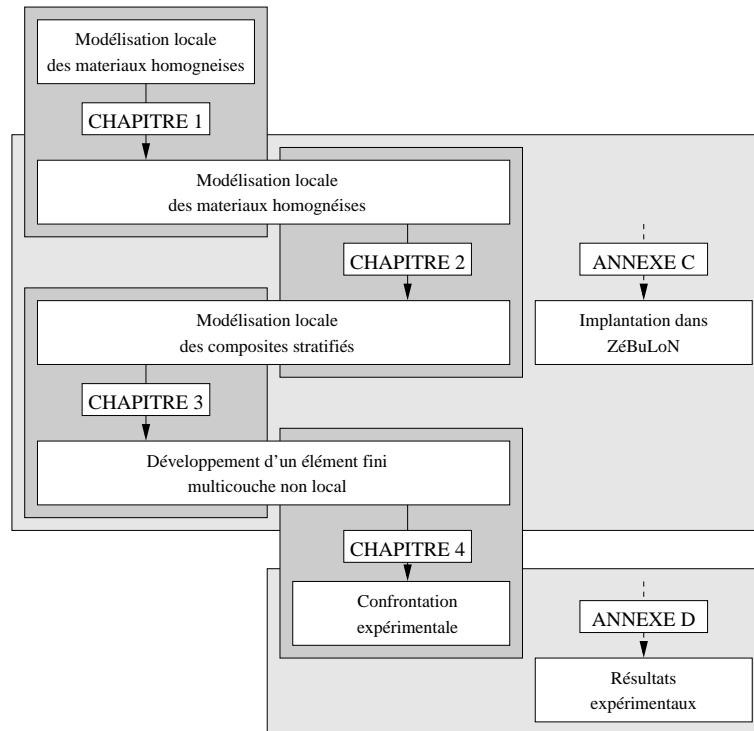 Modélisation locale
des materiaux homogneises
CHAPITRE 1
Modélisation locale
des materiaux homognéises
CHAPITRE 2
ANNEXE C
Modélisation locale
des composites stratifiés
Implantation dans
ZéBuLoN
CHAPITRE 3
Développement d'un élément fini
multicouche non local
CHAPITRE 4
Confrontation
expérimentale
ANNEXE D
Résultats
expérimentaux